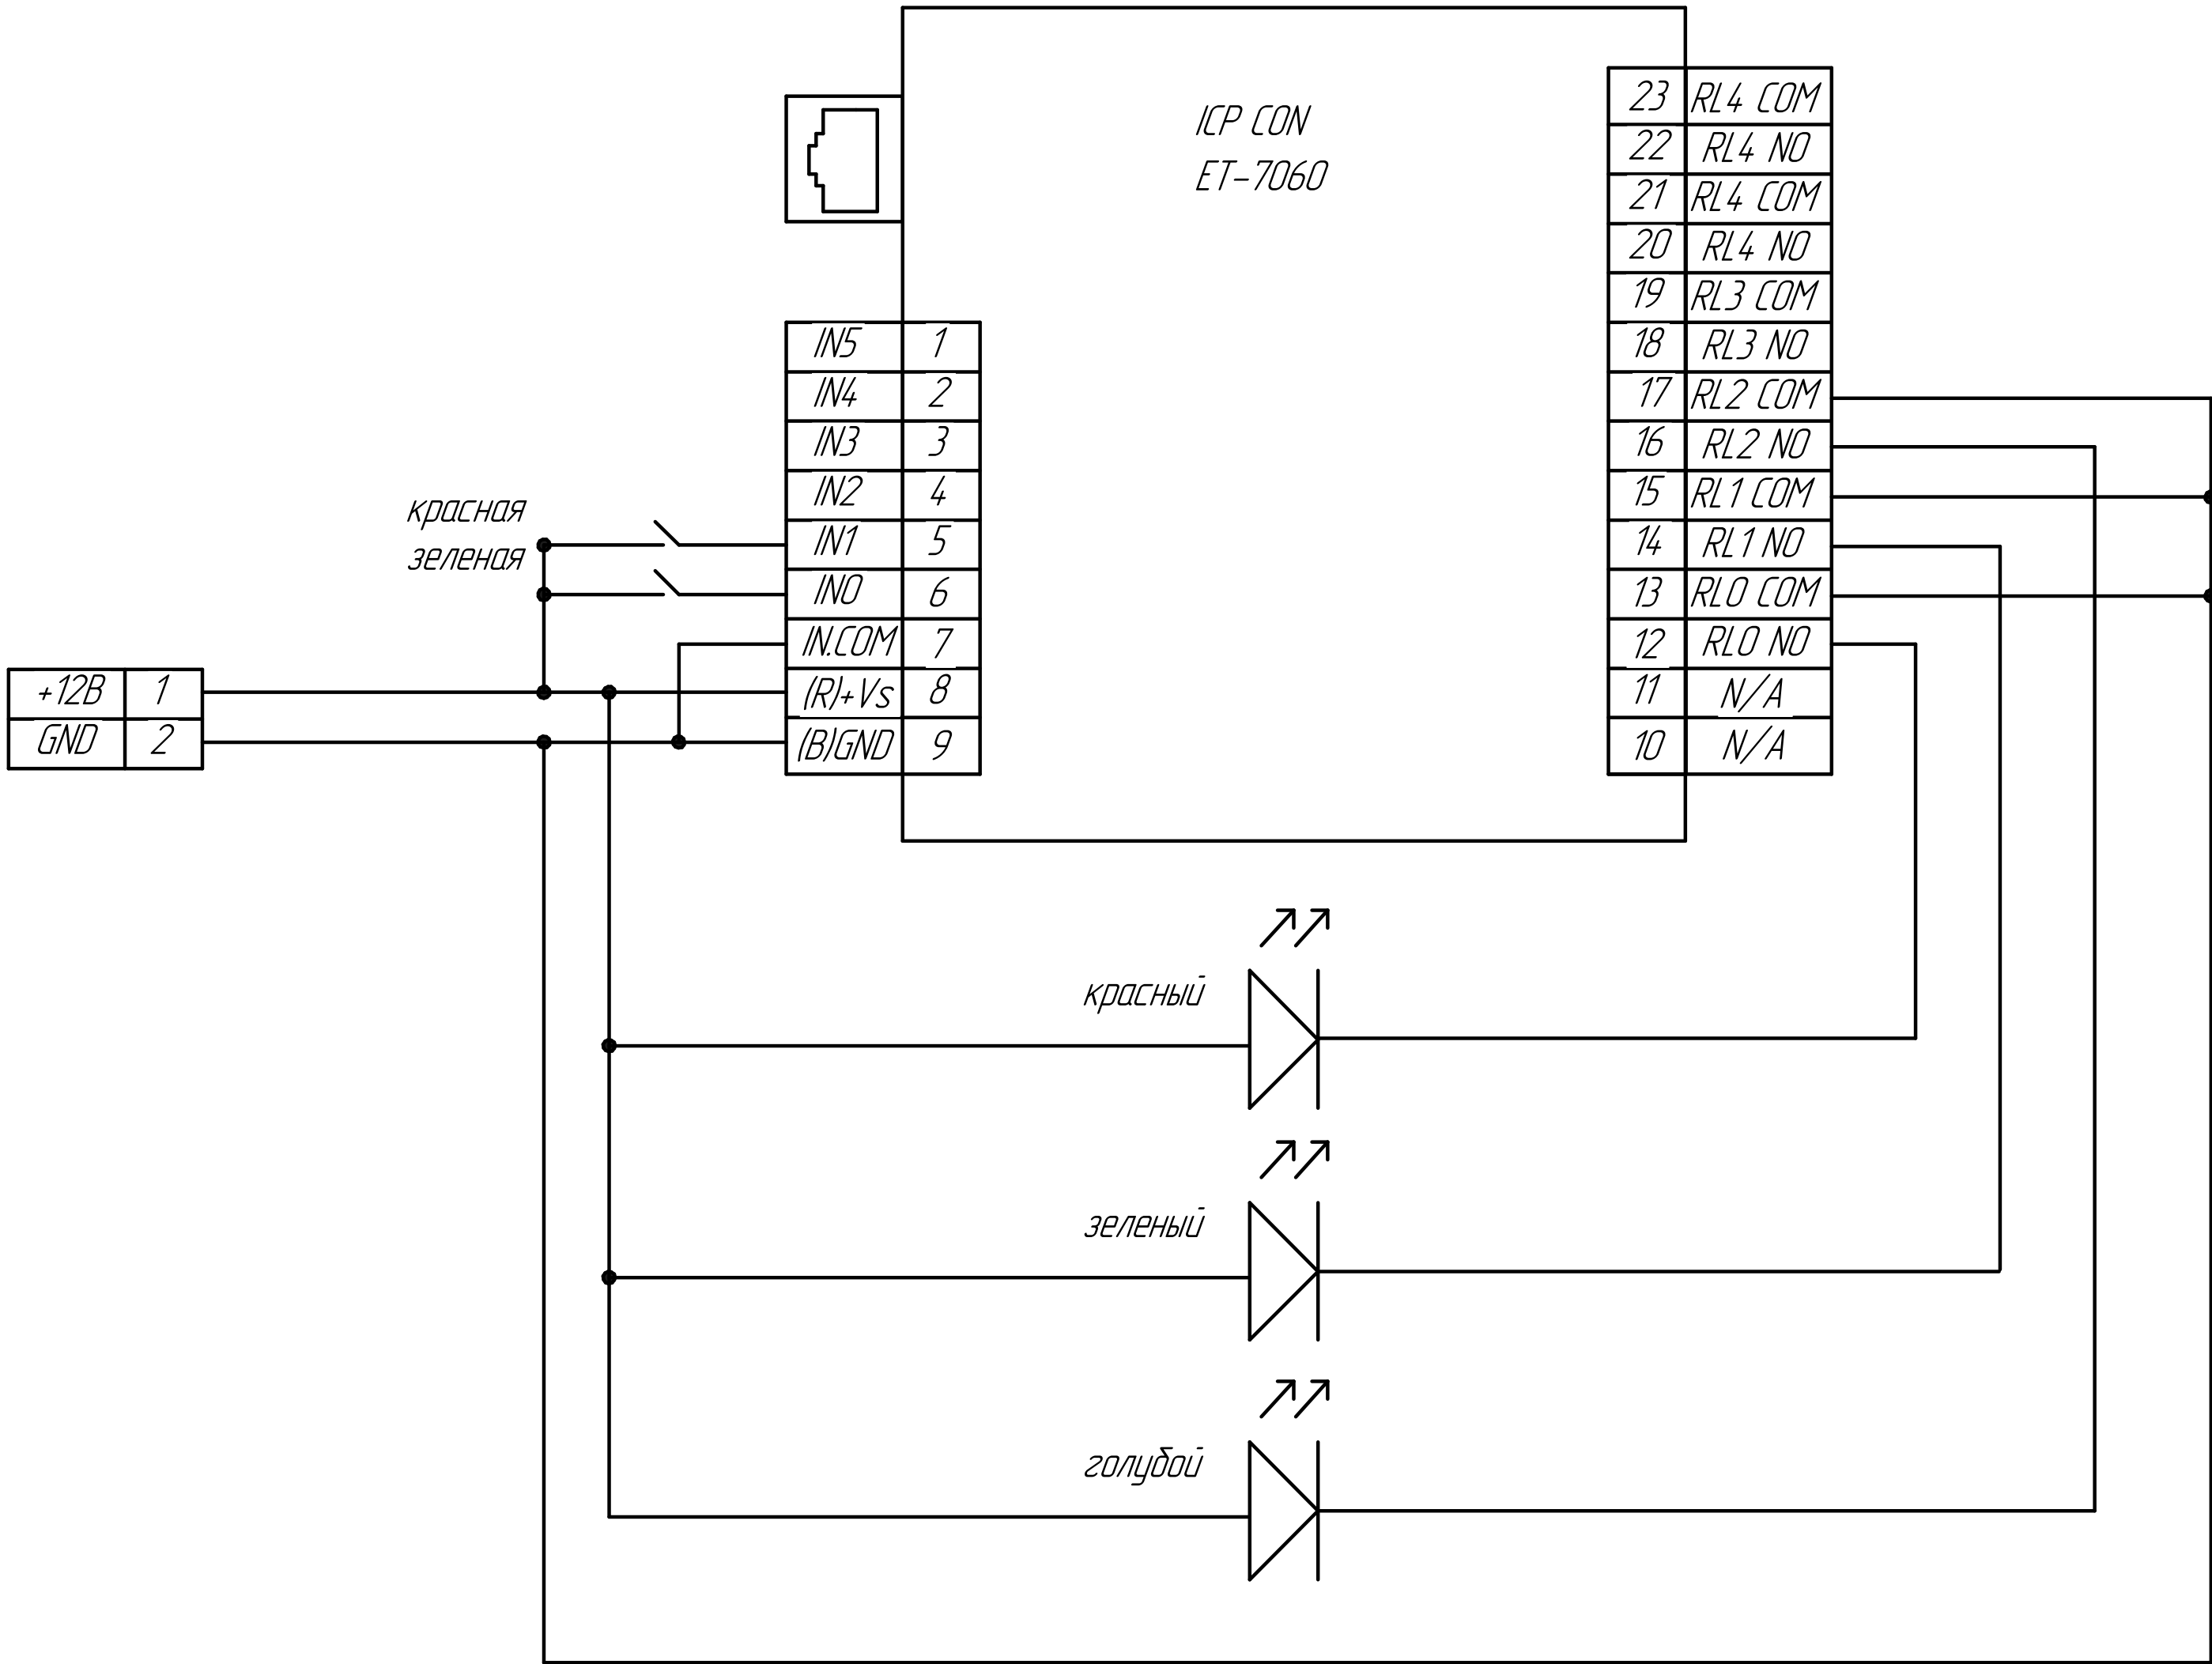 ICP CON
ET-7060
IN5 1
IN4 2
IN3 3
IN2 4
IN1 5
IN0 6
IN.COM 7
(R)+Vs 8
(B)GND 9
23 RL4 COM
22 RL4 NO
21 RL4 COM
20 RL4 NO
19 RL3 COM
18 RL3 NO
17 RL2 COM
16 RL2 NO
15 RL1 COM
14 RL1 NO
13 RL0 COM
12 RL0 NO
11 N/A
10 N/A
красная
зеленая
+12В 1
GND 2
красный
зеленый
голубой